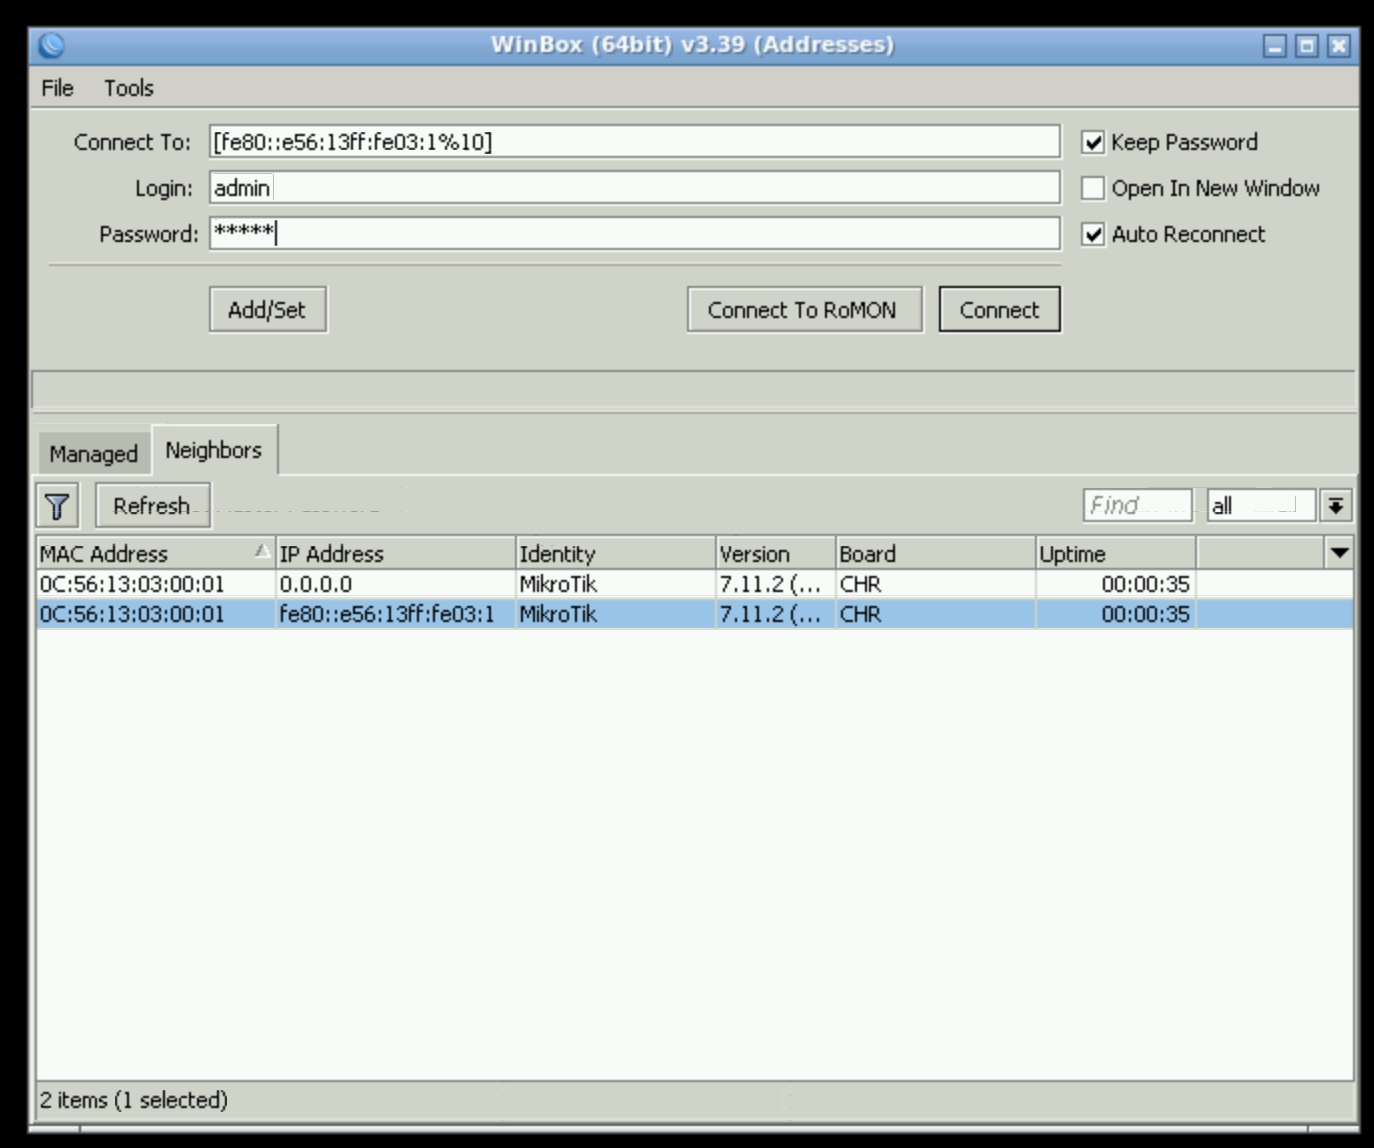 WinBox (64bit) v3.39 (Addresses)
File Tools
Connect To: [fe80::e56:13ff:fe03:1%10] Keep Password
Login: admin Open In New Window
Password: ***** Auto Reconnect
Add/Set Connect To RoMON Connect
Managed Neighbors
Refresh Find all
MAC Address IP Address Identity Version Board Uptime
0C:56:13:03:00:01 0.0.0.0 MikroTik 7.11.2 (... CHR 00:00:35
0C:56:13:03:00:01 fe80::e56:13ff:fe03:1 MikroTik 7.11.2 (... CHR 00:00:35
2 items (1 selected)